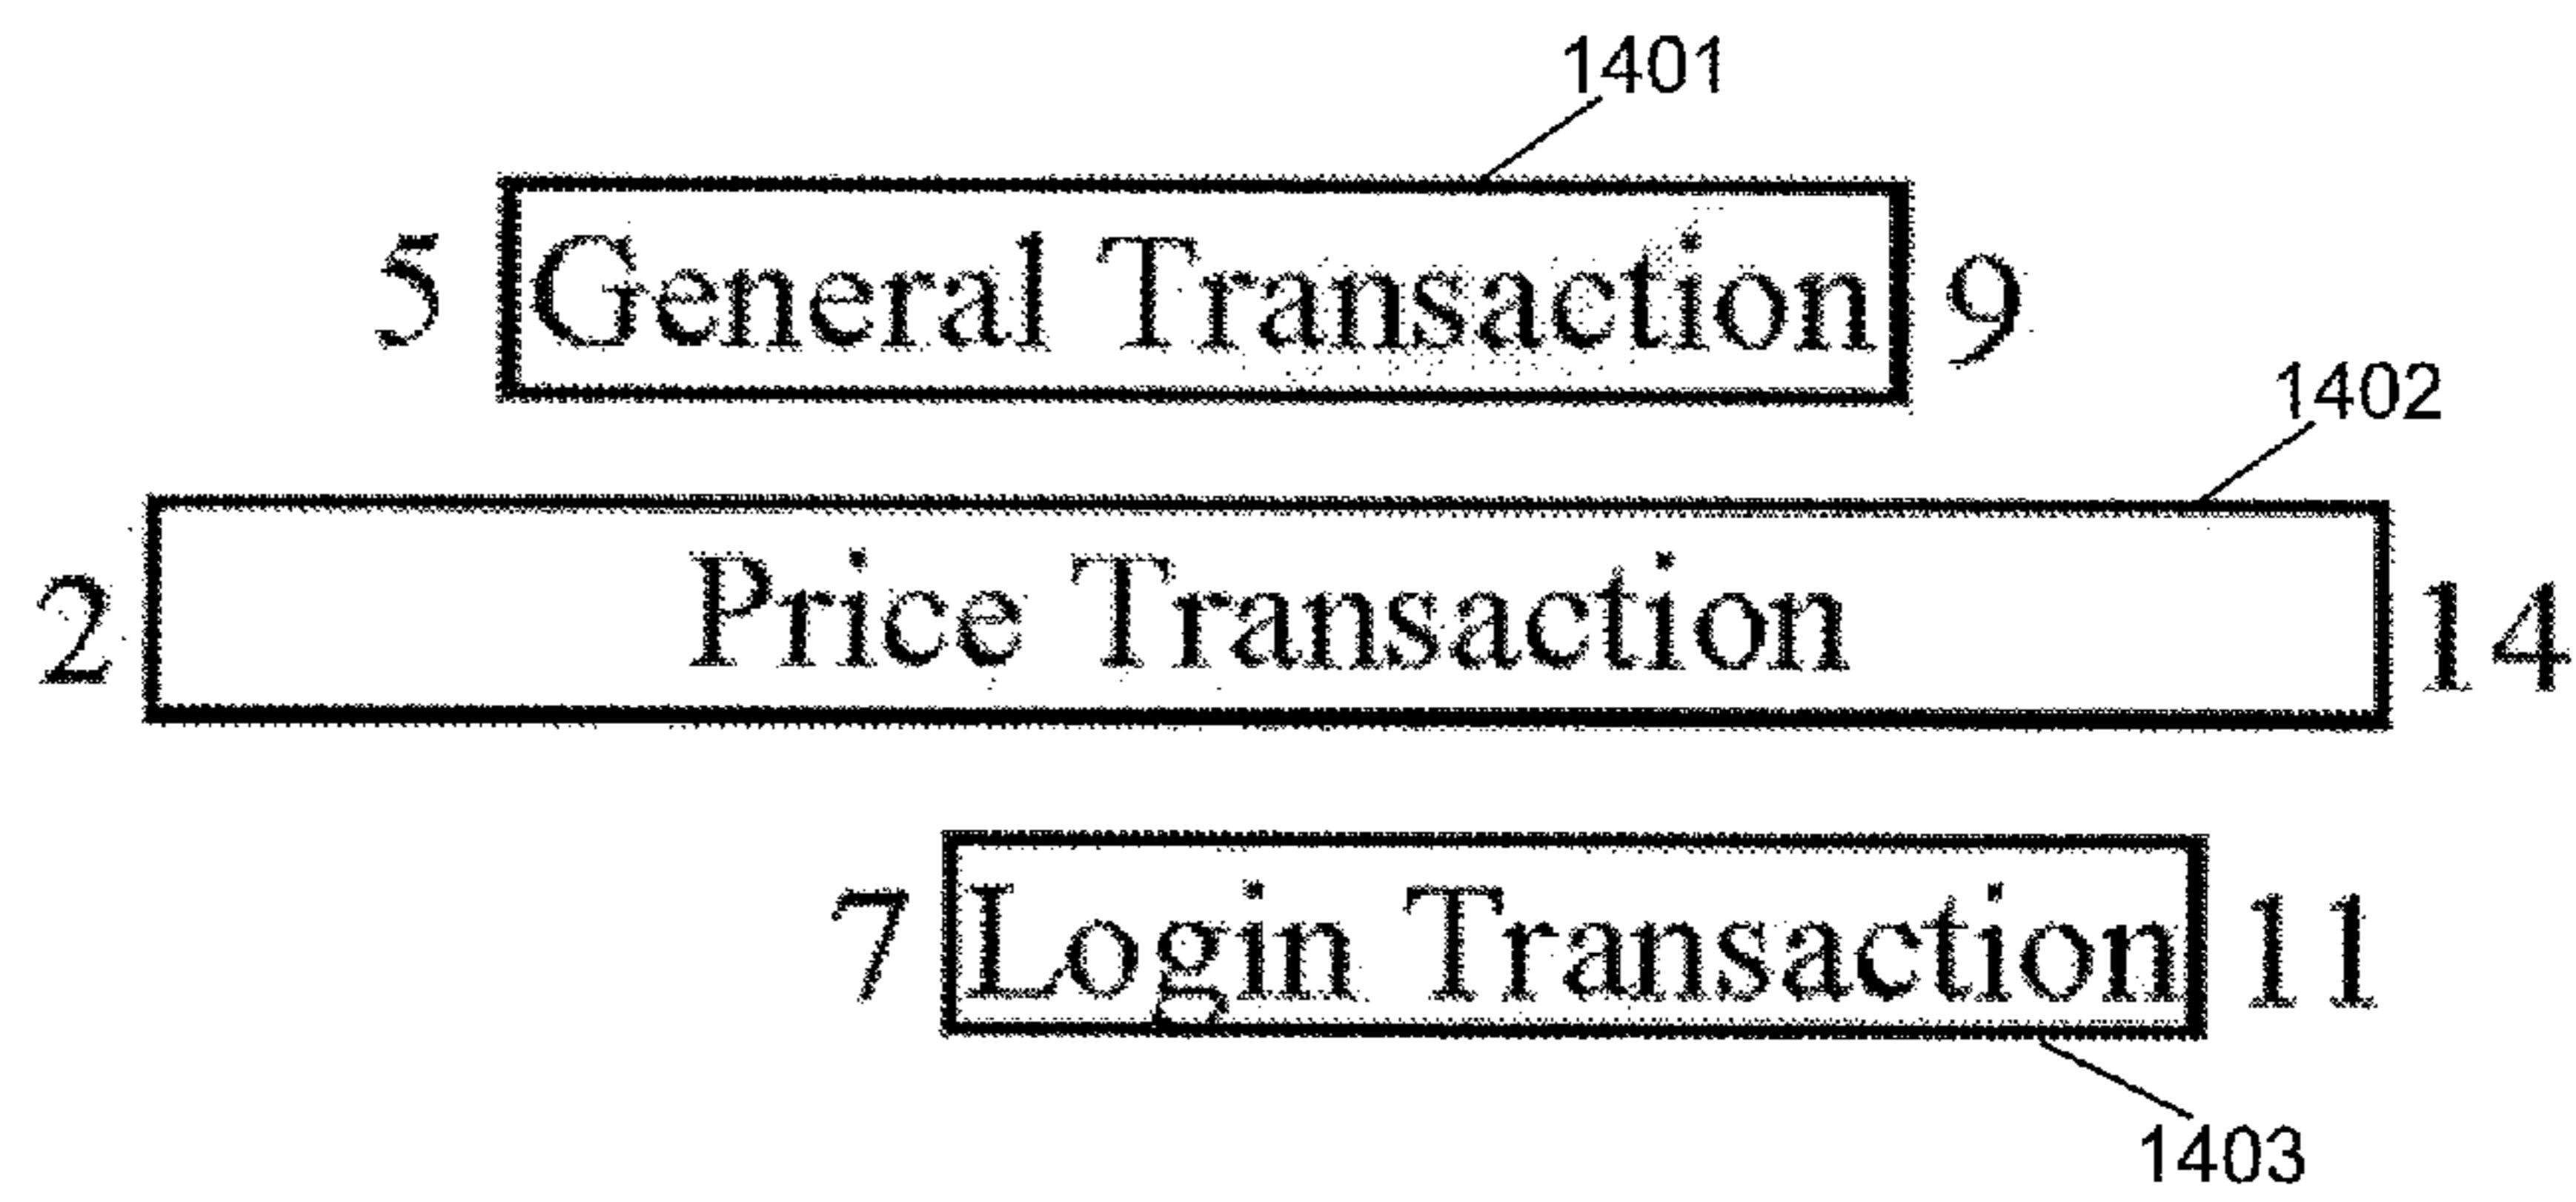 1401
5 General Transaction 9
1402
2 Price Transaction 14
7 Login Transaction 11
1403